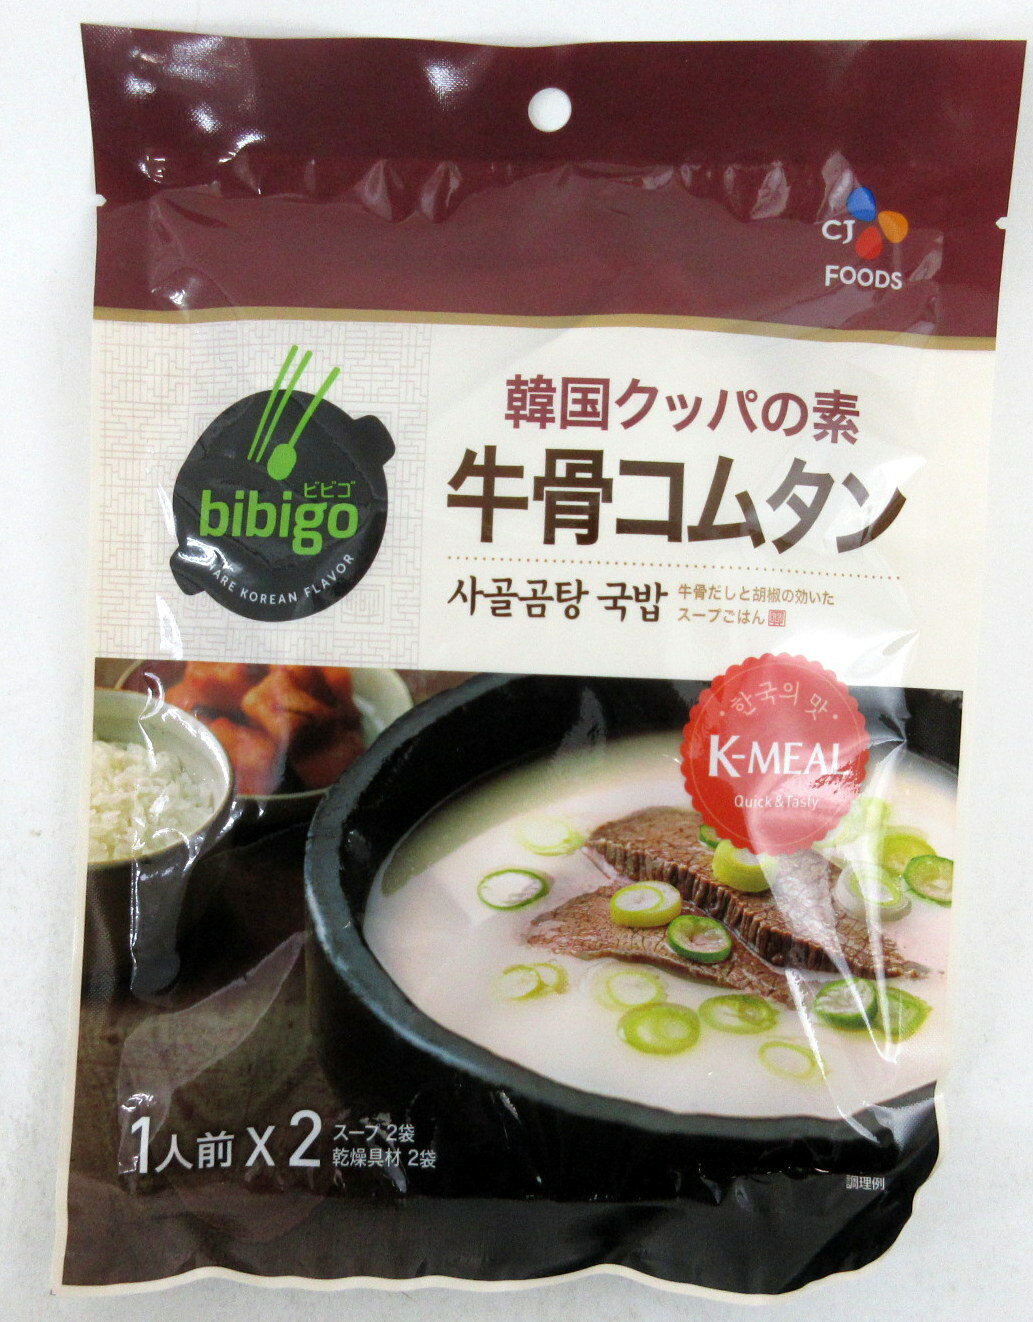 CJ
FOODS
韓国クッパの素
牛骨コムタン
사골곰탕 국밥
牛骨だしと胡椒の効いた
スープごはん
ビビゴ
bibigo
KOREAN FLAVOR
한국의 맛
K-MEAL
Quick & Tasty
1人前 X 2
スープ 2袋
乾燥具材 2袋
調理例